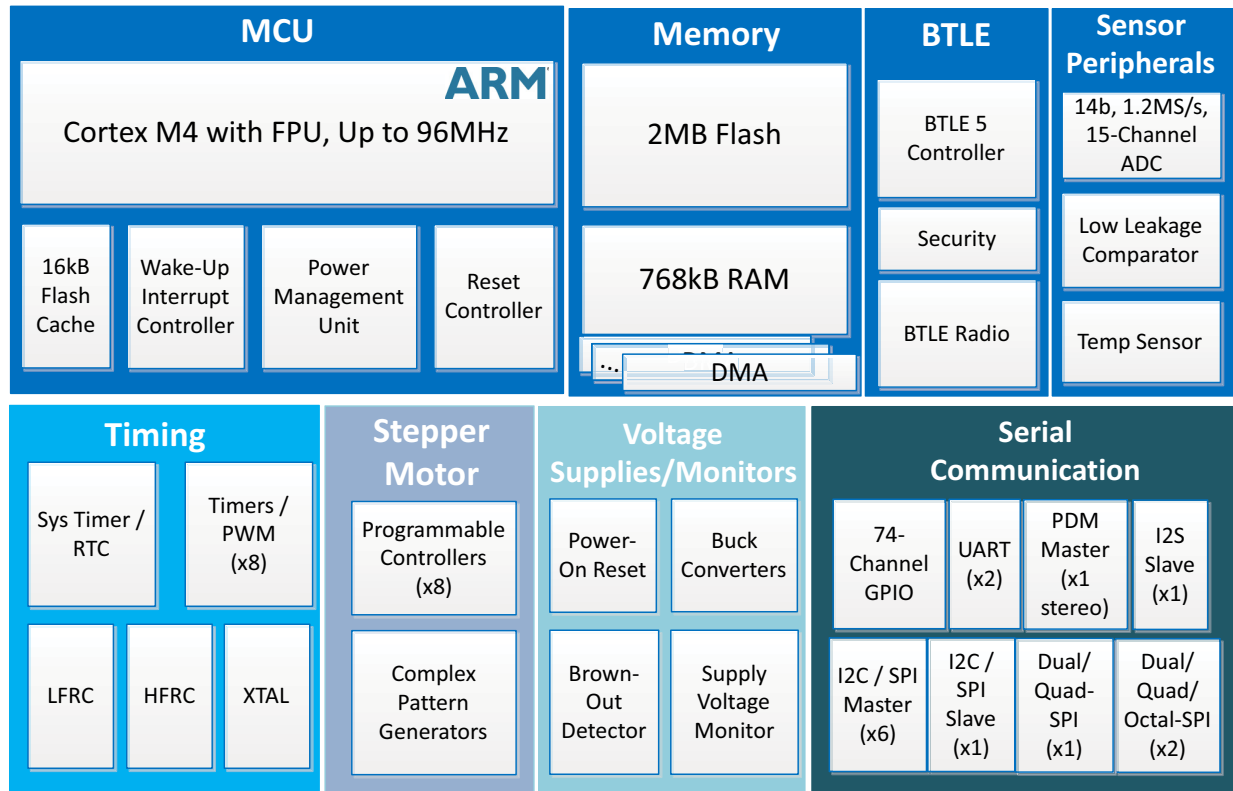 MCU
ARM
Cortex M4 with FPU, Up to 96MHz
16kB
Flash
Cache
Wake-Up
Interrupt
Controller
Power
Management
Unit
Reset
Controller
Memory
2MB Flash
768kB RAM
...
DMA
BTLE
BTLE 5
Controller
Security
BTLE Radio
Sensor
Peripherals
14b, 1.2MS/s,
15-Channel
ADC
Low Leakage
Comparator
Temp Sensor
Timing
Sys Timer /
RTC
Timers /
PWM
(x8)
LFRC
HFRC
XTAL
Stepper
Motor
Programmable
Controllers
(x8)
Complex
Pattern
Generators
Voltage
Supplies/Monitors
Power-
On Reset
Buck
Converters
Brown-
Out
Detector
Supply
Voltage
Monitor
Serial
Communication
74-
Channel
GPIO
UART
(x2)
PDM
Master
(x1
stereo)
I2S
Slave
(x1)
I2C / SPI
Master
(x6)
I2C /
SPI
Slave
(x1)
Dual/
Quad-
SPI
(x1)
Dual/
Quad/
Octal-SPI
(x2)